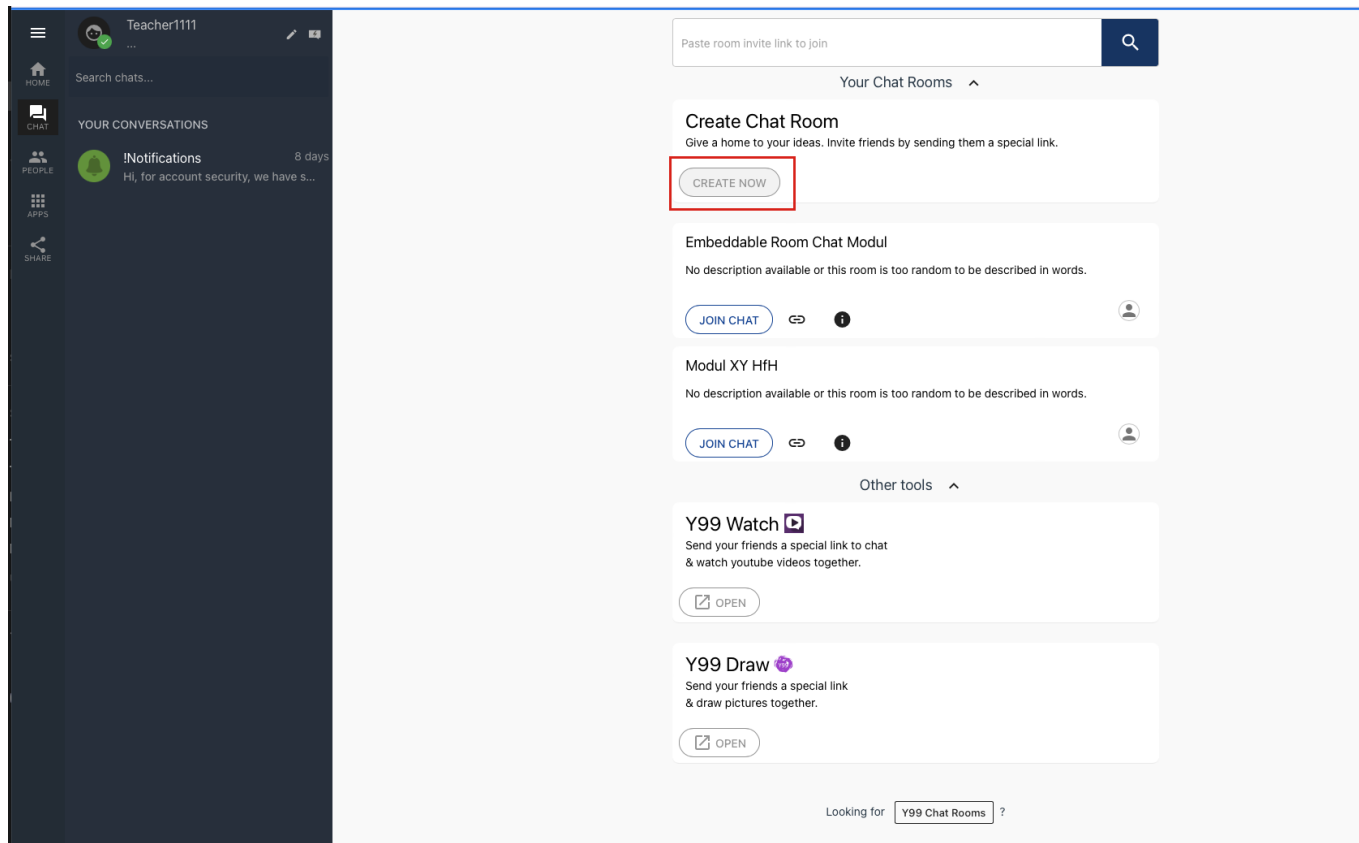 Teacher1111
...
HOME
Search chats...
CHAT
YOUR CONVERSATIONS
PEOPLE
!Notifications 8 days
Hi, for account security, we have s...
APPS
SHARE
Paste room invite link to join
Your Chat Rooms
Create Chat Room
Give a home to your ideas. Invite friends by sending them a special link.
CREATE NOW
Embeddable Room Chat Modul
No description available or this room is too random to be described in words.
JOIN CHAT
Modul XY HfH
No description available or this room is too random to be described in words.
JOIN CHAT
Other tools
Y99 Watch
Send your friends a special link to chat
& watch youtube videos together.
OPEN
Y99 Draw
Send your friends a special link
& draw pictures together.
OPEN
Looking for Y99 Chat Rooms ?